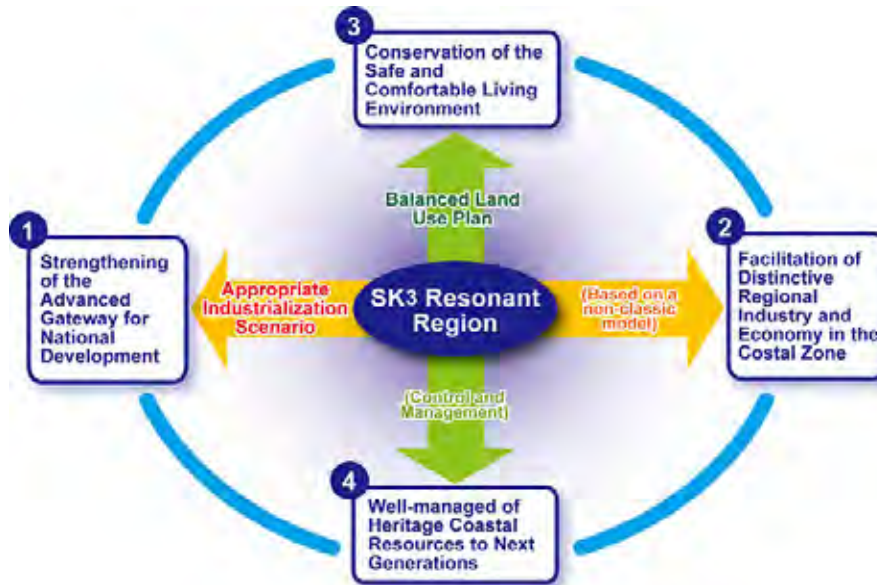 3
Conservation of the
Safe and
Comfortable Living
Environment
Balanced Land
Use Plan
1
Strengthening
of the
Advanced
Gateway for
National
Development
Appropriate
Industrialization
Scenario
SK3 Resonant
Region
(Based on a
non-classic model)
2
Facilitation of
Distinctive
Regional
Industry and
Economy in the
Costal Zone
(Control and
Management)
4
Well-managed of
Heritage Coastal
Resources to Next
Generations